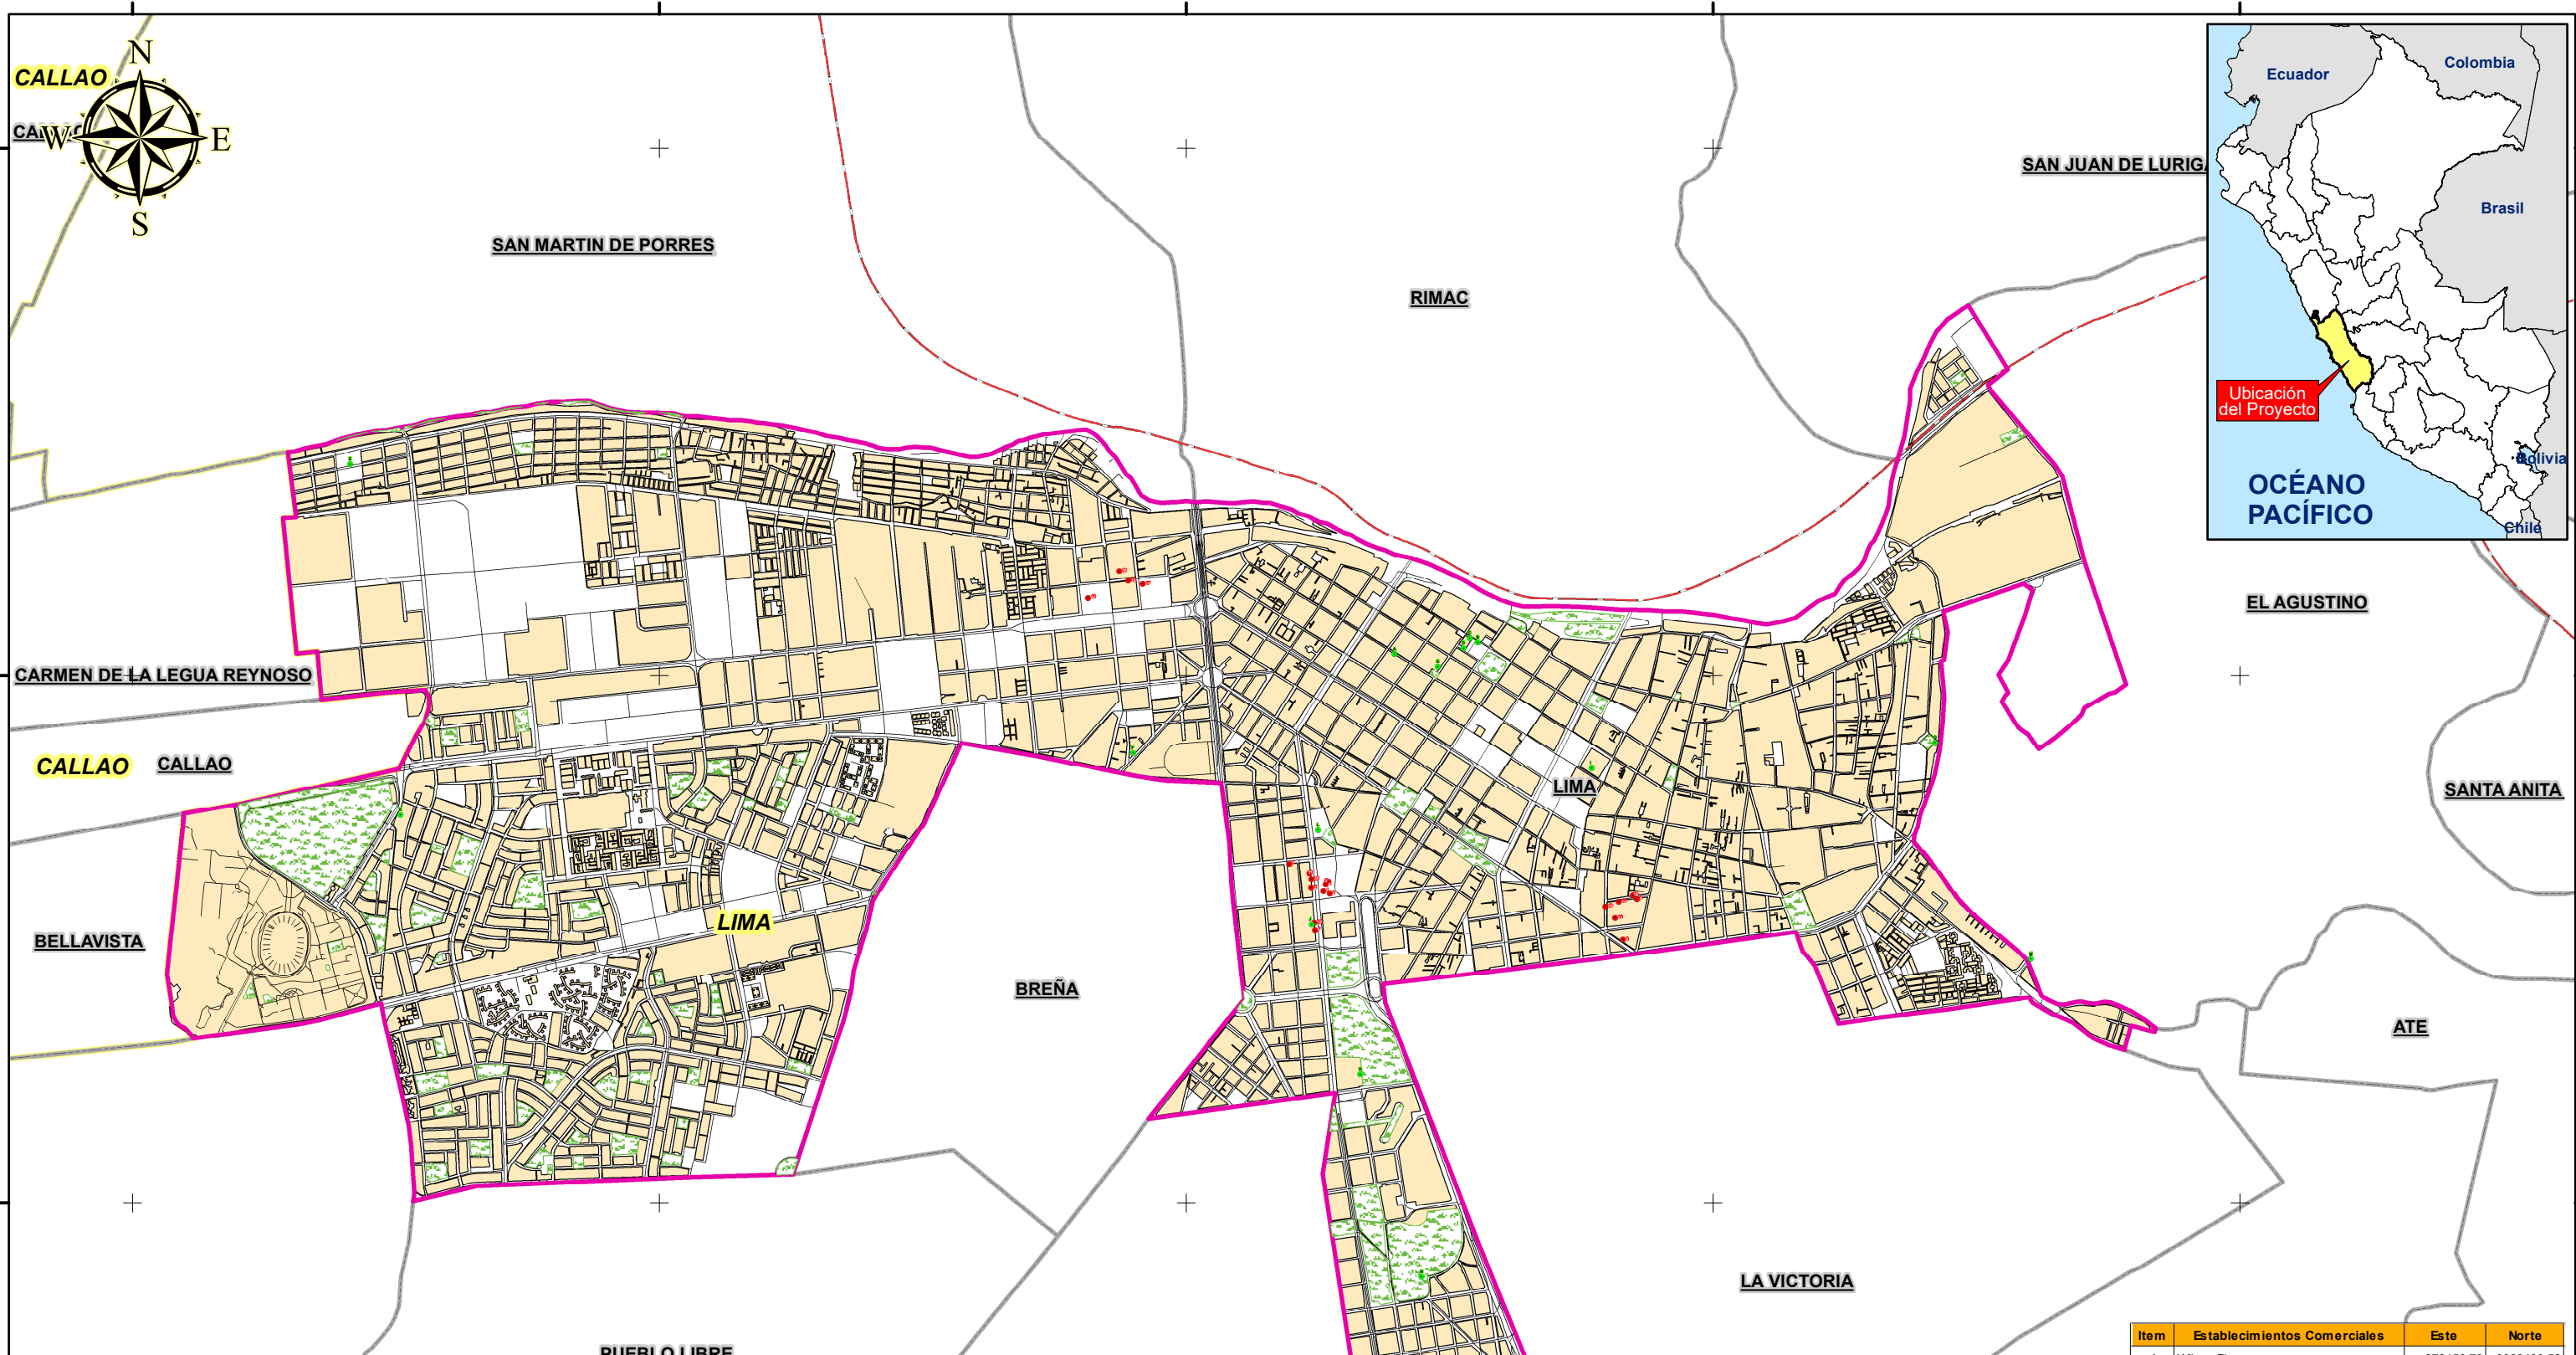 N
CALLAO
W
E
S
Ecuador
Colombia
Brasil
SAN JUAN DE LURIGA
SAN MARTIN DE PORRES
RIMAC
Ubicación
del Proyecto
Bolivia
OCÉANO
PACÍFICO
Chile
EL AGUSTINO
CARMEN DE LA LEGUA REYNOSO
CALLAO
CALLAO
LIMA
SANTA ANITA
LIMA
BELLAVISTA
BREÑA
ATE
LA VICTORIA
Item Establecimientos Comerciales Este Norte
PUEBLO LIBRE